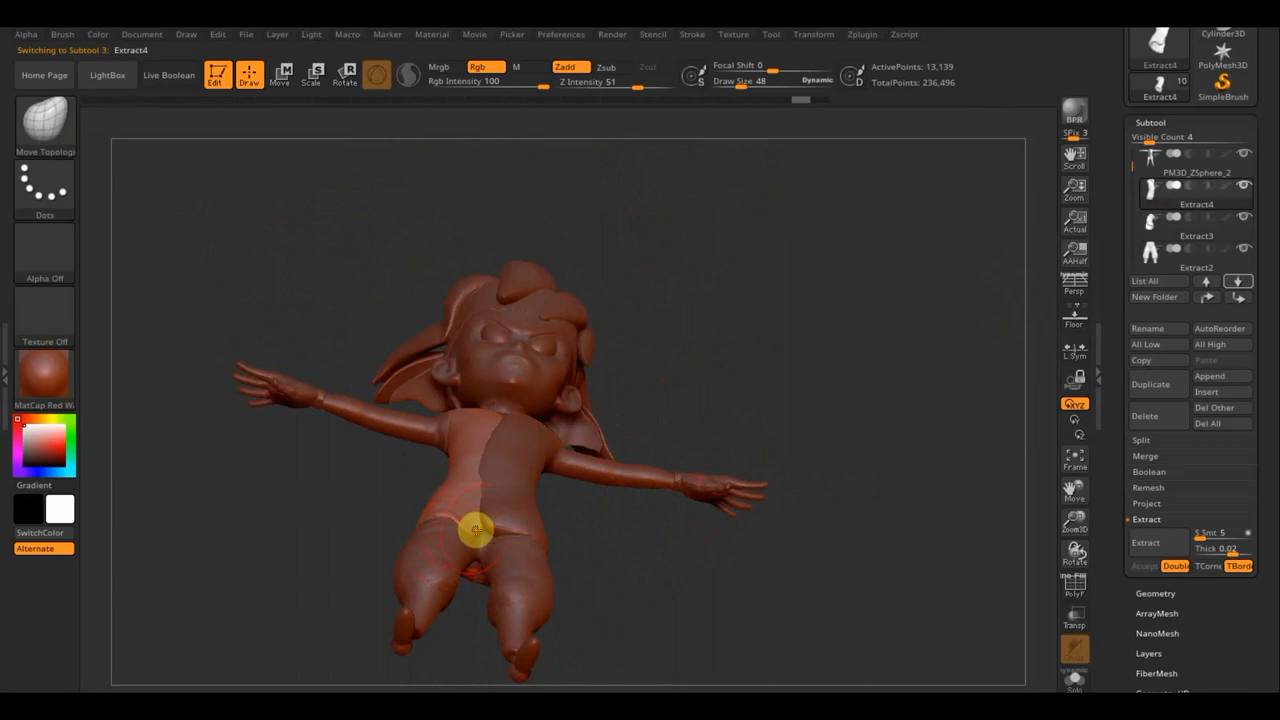 Alpha Brush Color Document Draw Edit File Layer Light Macro Marker Material Movie Picker Preferences Render Stencil Stroke Texture Tool Transform Zplugin Zscript
Switching to Subtool 3: Extract4
Home Page
LightBox
Live Boolean
Edit
Draw
Move
Scale
Rotate
Mrgb Rgb M
Rgb Intensity 100
Zadd Zsub Zcut
Z Intensity 51
S
Focal Shift 0
Draw Size 48 Dynamic
D
ActivePoints: 13,139
TotalPoints: 236,496
Move Topologic
Dots
Alpha Off
Texture Off
MatCap Red Wa
Gradient
SwitchColor
Alternate
BPR
SPix 3
Scroll
Zoom
Actual
AAHalf
Dynamic
Persp
Floor
L.Sym
XYZ
Y
Z
Frame
Move
Zoom3D
Rotate
PolyF
Transp
Dynamic
Solo
Cylinder3D
Extract4
PolyMesh3D
10
Extract4
SimpleBrush
Subtool
Visible Count 4
PM3D_ZSphere_2
Extract4
Extract3
Extract2
List All
New Folder
Rename AutoReorder
All Low All High
Copy Paste
Duplicate Append
Insert
Delete Del Other
Del All
Split
Merge
Boolean
Remesh
Project
Extract
Extract S Smt 5
Thick 0.02
Accept Double TCorne TBorde
Geometry
ArrayMesh
NanoMesh
Layers
FiberMesh